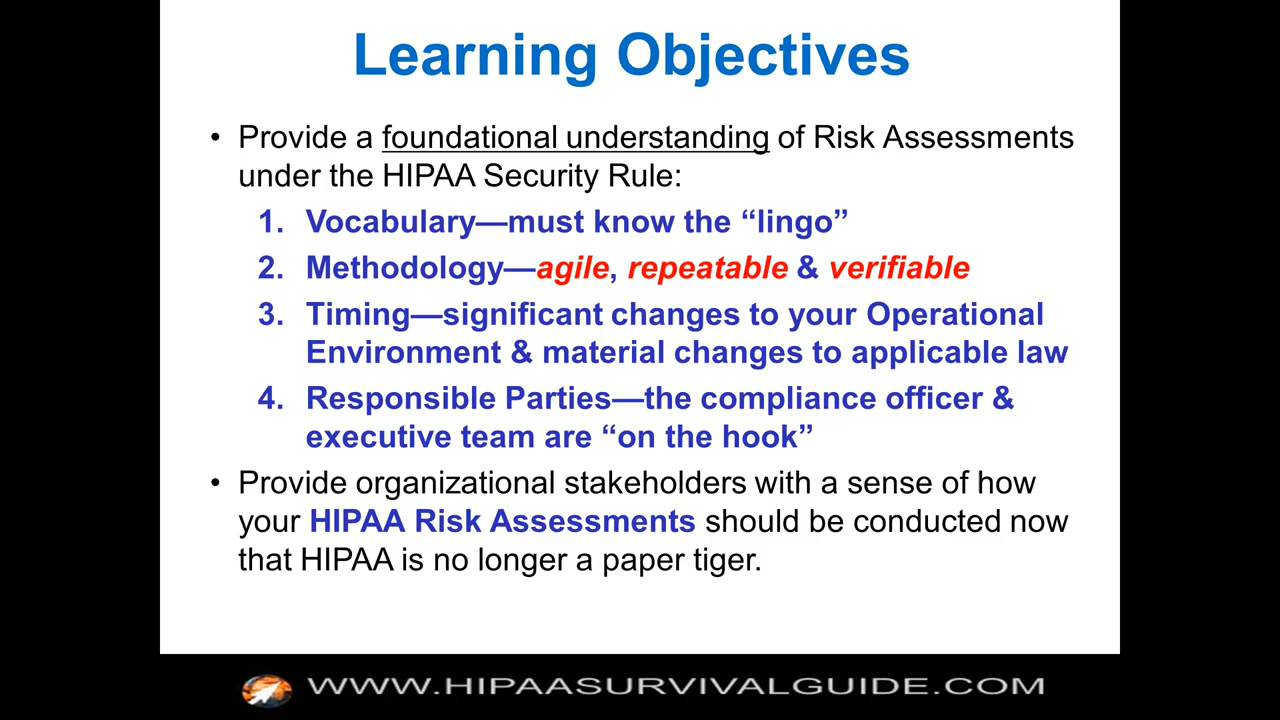 Learning Objectives
• Provide a foundational understanding of Risk Assessments
under the HIPAA Security Rule:
1. Vocabulary—must know the “lingo”
2. Methodology—agile, repeatable & verifiable
3. Timing—significant changes to your Operational
Environment & material changes to applicable law
4. Responsible Parties—the compliance officer &
executive team are “on the hook”
• Provide organizational stakeholders with a sense of how
your HIPAA Risk Assessments should be conducted now
that HIPAA is no longer a paper tiger.
WWW.HIPAASURVIVALGUIDE.COM